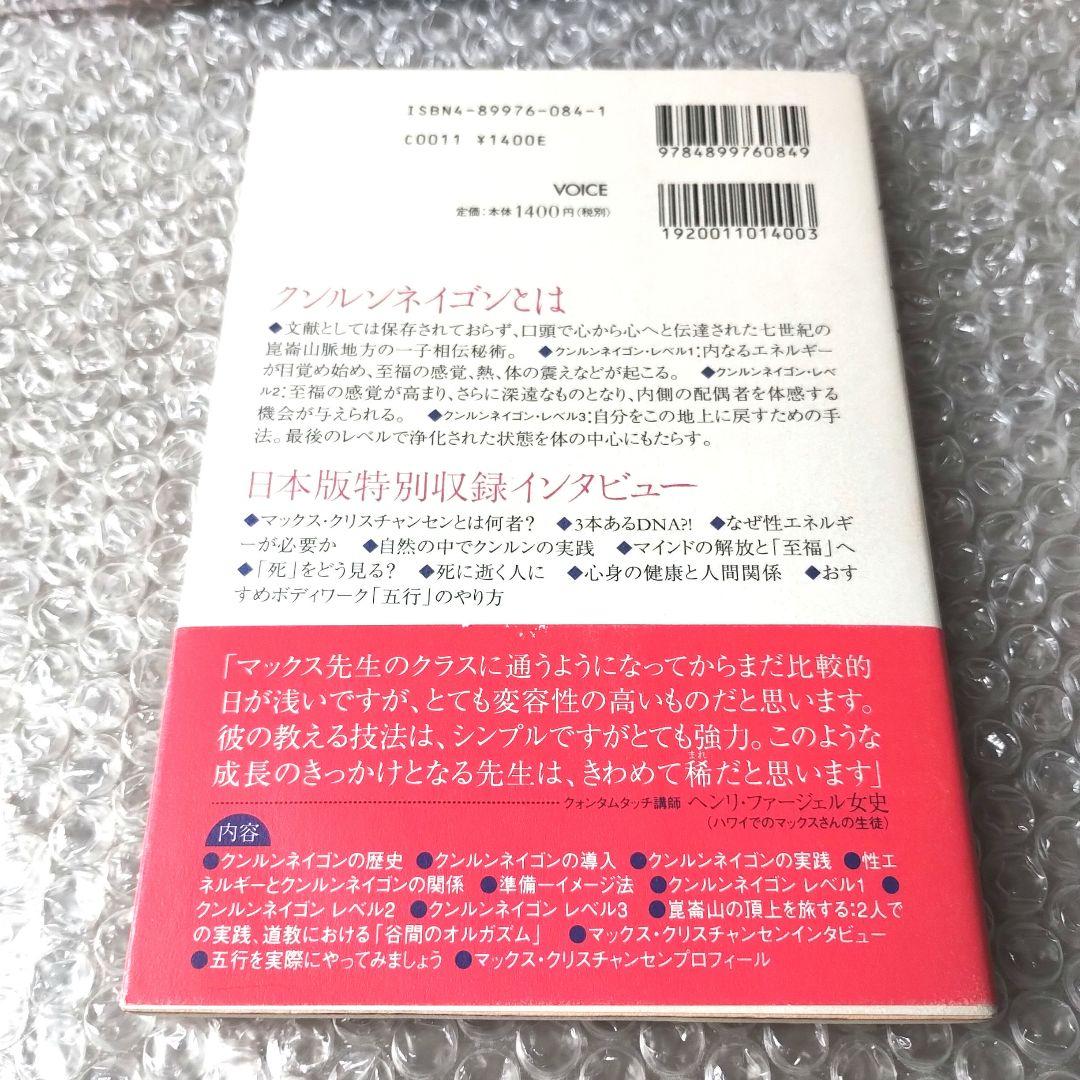 ISBN4-89976-084-1
C0011 ¥1400E
9784899760849
VOICE
定価:本体1400円(税別)
1920011014003
クンルンネイゴンとは
◆文献としては保存されておらず、口頭で心から心へと伝達された七世紀の
崑崙山脈地方の一子相伝秘術。 ◆クンルンネイゴン・レベル1:内なるエネルギー
が目覚め始め、至福の感覚、熱、体の震えなどが起こる。 ◆クンルンネイゴン・レベ
ル2:至福の感覚が高まり、さらに深遠なものとなり、内側の配偶者を体感する
機会が与えられる。 ◆クンルンネイゴン・レベル3:自分をこの地上に戻すための手
法。最後のレベルで浄化された状態を体の中心にもたらす。
日本版特別収録インタビュー
◆マックス・クリスチャンセンとは何者? ◆3本あるDNA?! ◆なぜ性エネルギ
ーが必要か ◆自然の中でクンルンの実践 ◆マインドの解放と「至福」へ
◆「死」をどう見る? ◆死に逝く人に ◆心身の健康と人間関係 ◆おす
すめボディワーク「五行」のやり方
「マックス先生のクラスに通うようになってからまだ比較的
日が浅いですが、とても変容性の高いものだと思います。
彼の教える技法は、シンプルですがとても強力。このような
成長のきっかけとなる先生は、きわめて稀だと思います」
まれ
クォンタムタッチ講師 ヘンリ・ファージェル女史
(ハワイでのマックスさんの生徒)
内容
●クンルンネイゴンの歴史 ●クンルンネイゴンの導入 ●クンルンネイゴンの実践 ●性エ
ネルギーとクンルンネイゴンの関係 ●準備ーイメージ法 ●クンルンネイゴン レベル1 ●
クンルンネイゴン レベル2 ●クンルンネイゴン レベル3 ●崑崙山の頂上を旅する:2人で
の実践、道教における「谷間のオルガズム」 ●マックス・クリスチャンセンインタビュー
●五行を実際にやってみましょう ●マックス・クリスチャンセンプロフィール